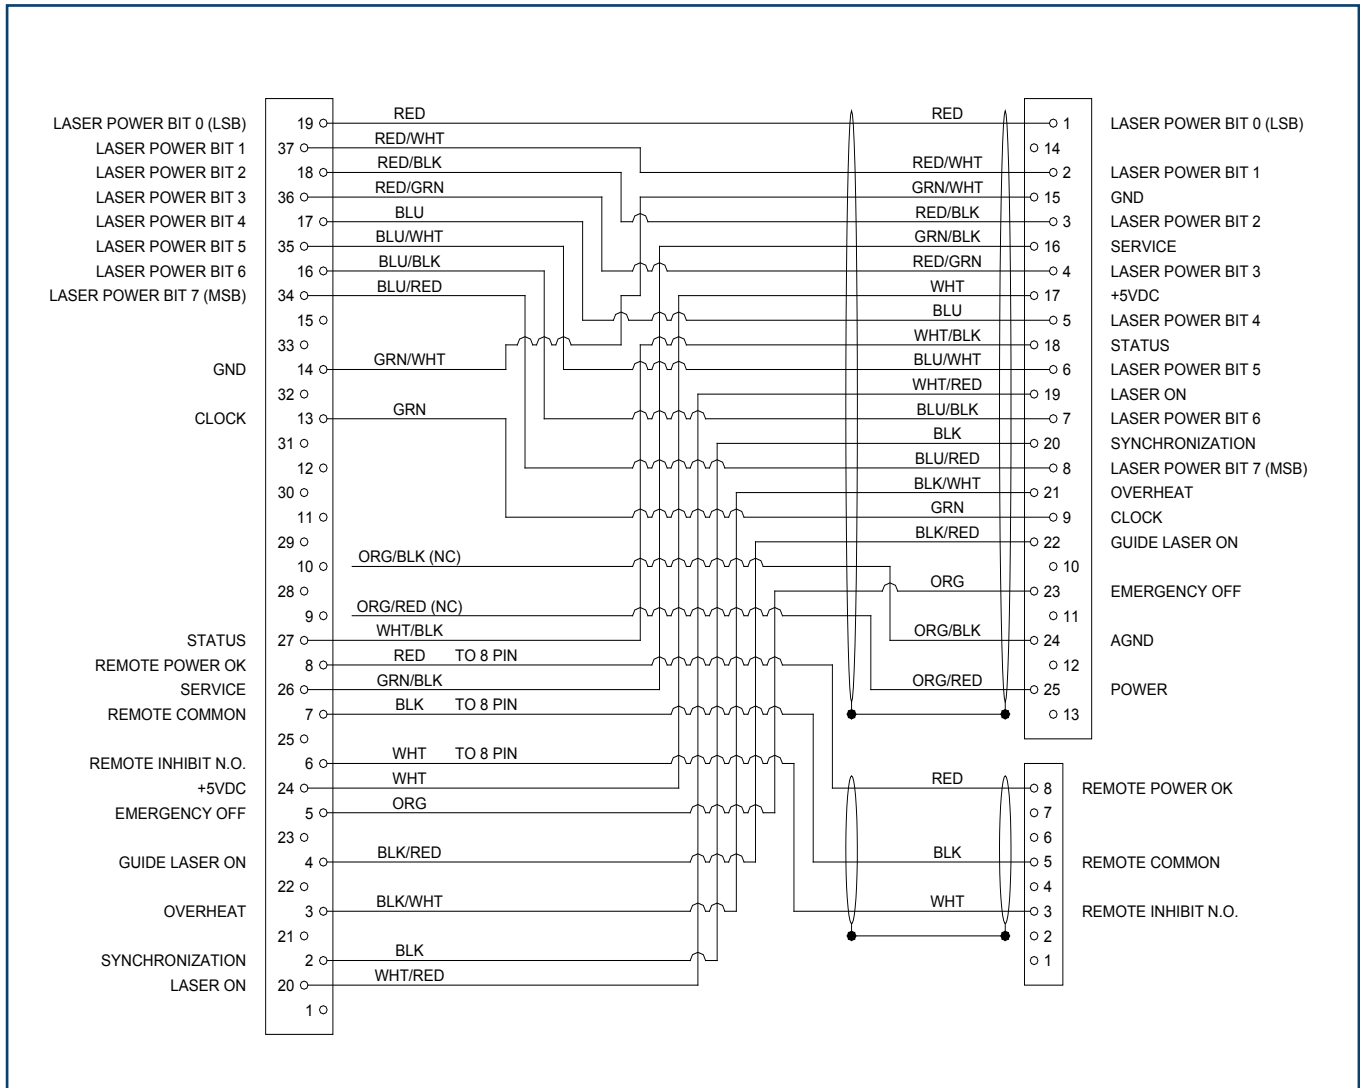 RED RED
LASER POWER BIT 0 (LSB) 19 1 LASER POWER BIT 0 (LSB)
RED/WHT
LASER POWER BIT 1 37 14
RED/BLK RED/WHT
LASER POWER BIT 2 18 2 LASER POWER BIT 1
RED/GRN GRN/WHT
LASER POWER BIT 3 36 15 GND
BLU RED/BLK
LASER POWER BIT 4 17 3 LASER POWER BIT 2
BLU/WHT GRN/BLK
LASER POWER BIT 5 35 16 SERVICE
BLU/BLK RED/GRN
LASER POWER BIT 6 16 4 LASER POWER BIT 3
BLU/RED WHT
LASER POWER BIT 7 (MSB) 34 17 +5VDC
BLU
15 5 LASER POWER BIT 4
WHT/BLK
33 18 STATUS
GRN/WHT BLU/WHT
GND 14 6 LASER POWER BIT 5
WHT/RED
32 19 LASER ON
GRN BLU/BLK
CLOCK 13 7 LASER POWER BIT 6
BLK
31 20 SYNCHRONIZATION
BLU/RED
12 8 LASER POWER BIT 7 (MSB)
BLK/WHT
30 21 OVERHEAT
GRN
11 9 CLOCK
BLK/RED
29 22 GUIDE LASER ON
ORG/BLK (NC)
10 10
ORG
28 23 EMERGENCY OFF
ORG/RED (NC)
9 11
WHT/BLK ORG/BLK
STATUS 27 24 AGND
RED TO 8 PIN
REMOTE POWER OK 8 12
GRN/BLK ORG/RED
SERVICE 26 25 POWER
BLK TO 8 PIN
REMOTE COMMON 7 13
25
WHT TO 8 PIN
REMOTE INHIBIT N.O. 6
WHT RED
+5VDC 24 8 REMOTE POWER OK
ORG
EMERGENCY OFF 5 7
23 6
BLK/RED BLK
GUIDE LASER ON 4 5 REMOTE COMMON
22 4
BLK/WHT WHT
OVERHEAT 3 3 REMOTE INHIBIT N.O.
21 2
BLK
SYNCHRONIZATION 2 1
WHT/RED
LASER ON 20
1